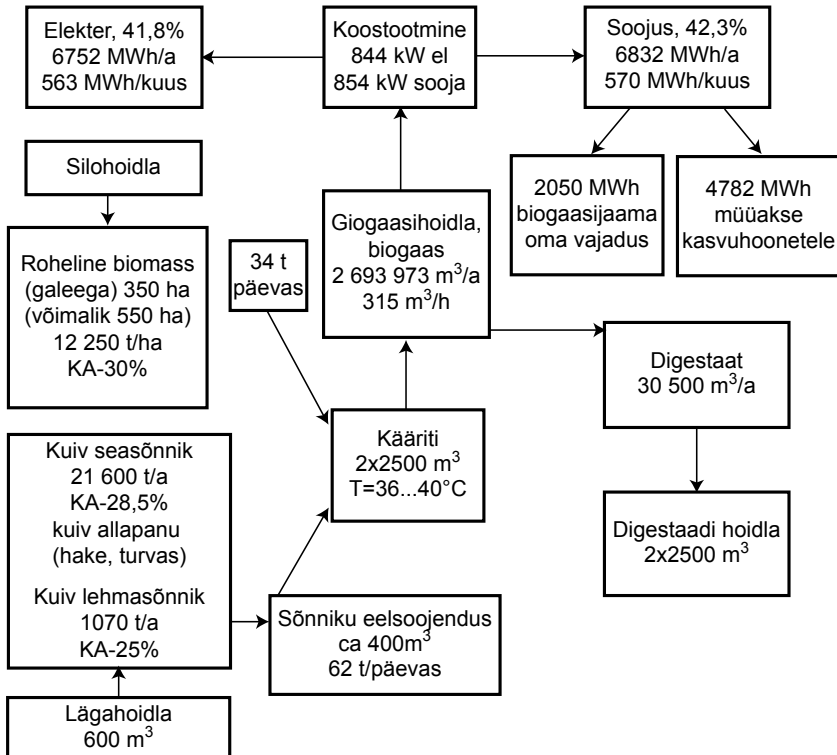 Elekter, 41,8%
6752 MWh/a
563 MWh/kuus
Koostootmine
844 kW el
854 kW sooja
Soojus, 42,3%
6832 MWh/a
570 MWh/kuus
Silohoidla
2050 MWh
biogaasijaama
oma vajadus
4782 MWh
müüakse
kasvuhoonetele
Giogaasihoidla,
biogaas
2 693 973 m³/a
315 m³/h
34 t
päevas
Roheline biomass
(galeega) 350 ha
(võimalik 550 ha)
12 250 t/ha
KA-30%
Digestaat
30 500 m³/a
Kääriti
2x2500 m³
T=36...40°C
Kuiv seasõnnik
21 600 t/a
KA-28,5%
kuiv allapanu
(hake, turvas)
Kuiv lehmasõnnik
1070 t/a
KA-25%
Digestaadi hoidla
2x2500 m³
Sõnniku eelsoojendus
ca 400m³
62 t/päevas
Lägahoidla
600 m³